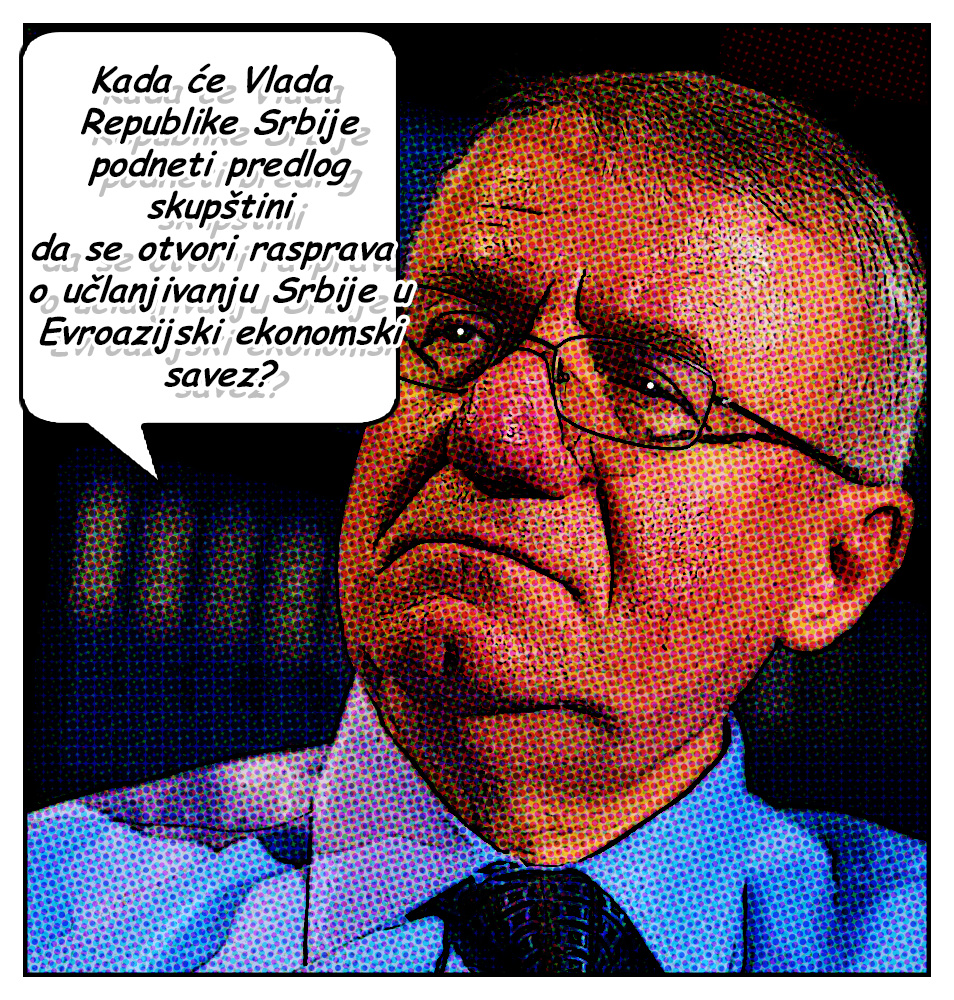 Kada će Vlada
Republike Srbije
podneti predlog
skupštini
da se otvori rasprava
o učlanjivanju Srbije u
Evroazijski ekonomski
savez?